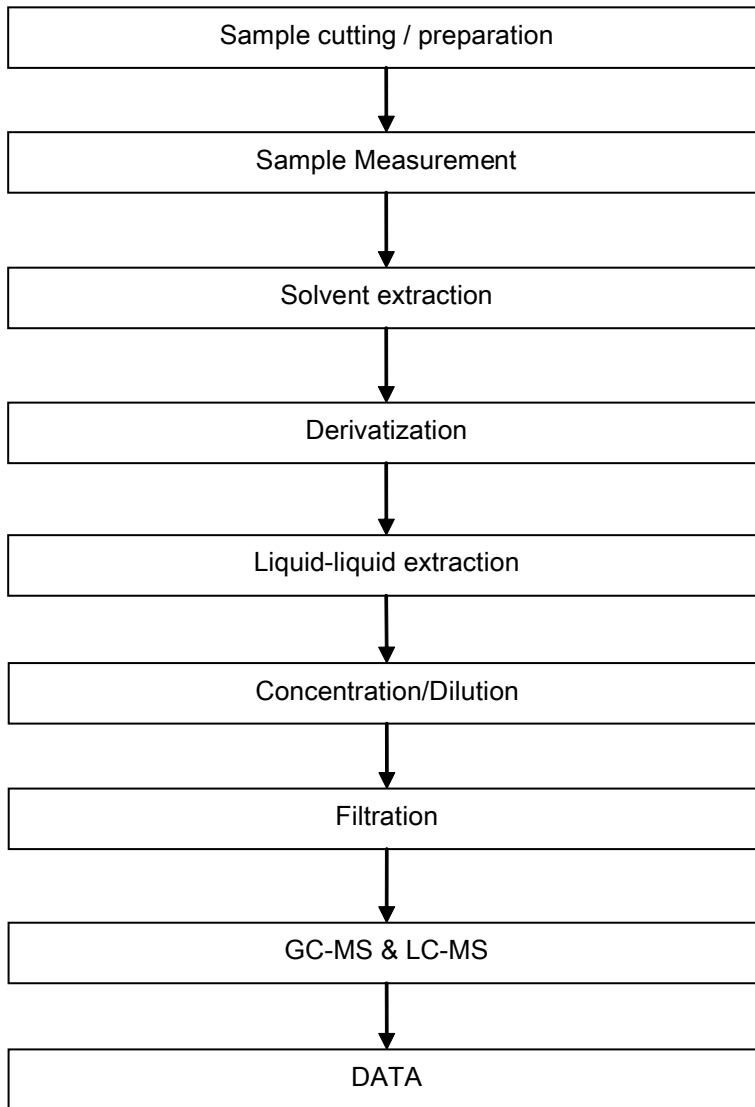 Sample cutting / preparation
Sample Measurement
Solvent extraction
Derivatization
Liquid-liquid extraction
Concentration/Dilution
Filtration
GC-MS & LC-MS
DATA